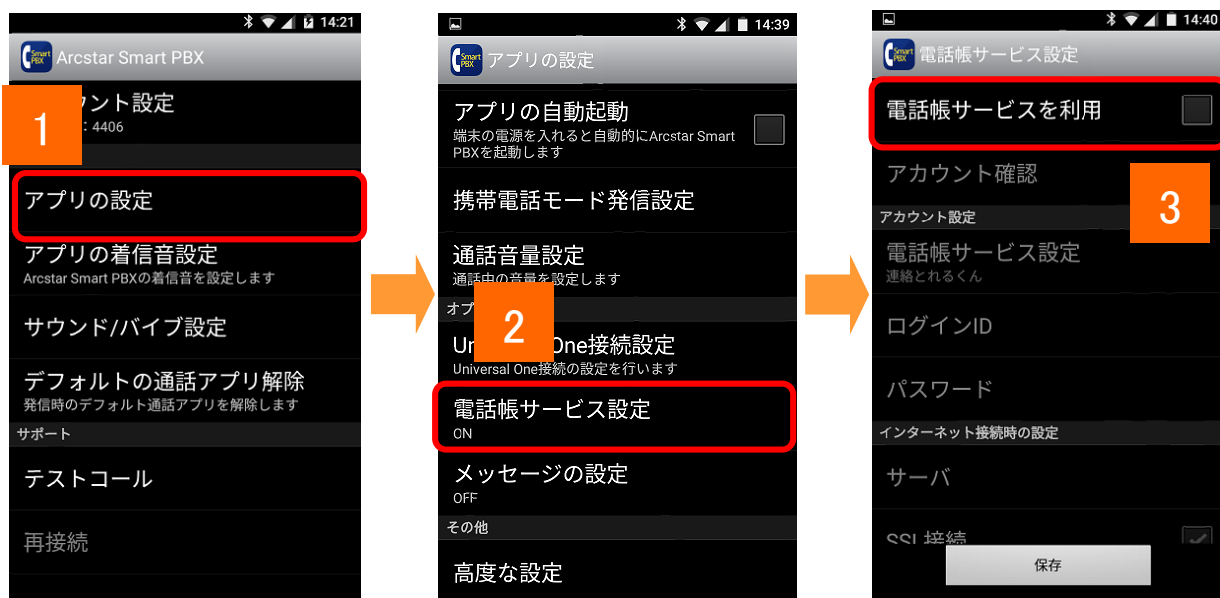 14:21
Smart PBX
Arcstar Smart PBX
ウント設定
: 4406
1
アプリの設定
アプリの着信音設定
Arcstar Smart PBXの着信音を設定します
サウンド/バイブ設定
デフォルトの通話アプリ解除
発信時のデフォルト通話アプリを解除します
サポート
テストコール
再接続
14:39
Smart PBX
アプリの設定
アプリの自動起動
端末の電源を入れると自動的にArcstar Smart
PBXを起動します
携帯電話モード発信設定
通話音量設定
通話中の音量を設定します
オプ
2
Un One接続設定
Universal One接続の設定を行います
電話帳サービス設定
ON
メッセージの設定
OFF
その他
高度な設定
14:40
Smart PBX
電話帳サービス設定
電話帳サービスを利用
アカウント確認
3
アカウント設定
電話帳サービス設定
連絡とれるくん
ログインID
パスワード
インターネット接続時の設定
サーバ
SSL接続
保存